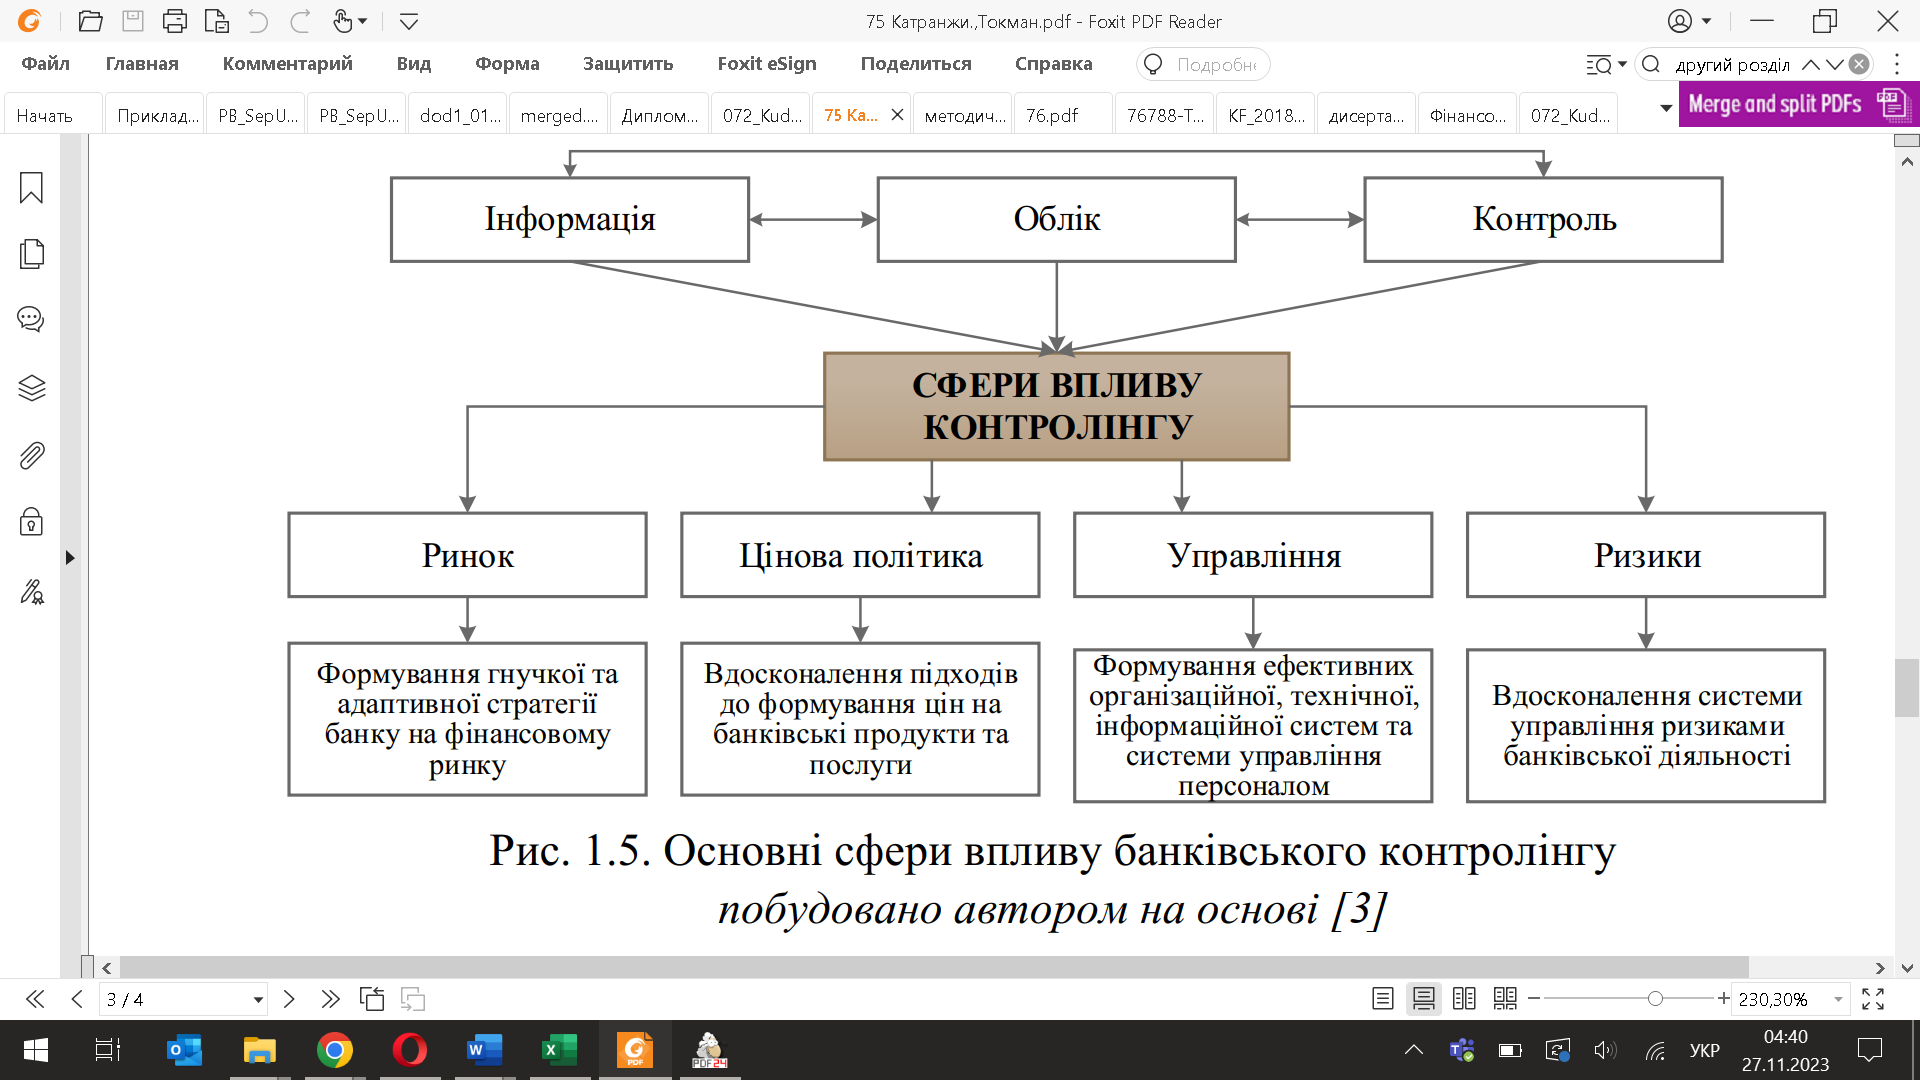 75 Катранжи.,Токман.pdf - Foxit PDF Reader
Файл Главная Комментарий Вид Форма Защитить Foxit eSign Поделиться Справка Подробне другий розділ
Начать Приклад... PB_SepU... PB_SepU... dod1_01... merged.... Диплом... 072_Kud... 75 Ка... методич... 76.pdf 76788-Т... KF_2018... дисерта... Фінансо... 072_Kud... Merge and split PDFs
Інформація Облік Контроль
СФЕРИ ВПЛИВУ
КОНТРОЛІНГУ
Ринок Цінова політика Управління Ризики
Формування гнучкої та
адаптивної стратегії
банку на фінансовому
ринку
Вдосконалення підходів
до формування цін на
банківські продукти та
послуги
Формування ефективних
організаційної, технічної,
інформаційної систем та
системи управління
персоналом
Вдосконалення системи
управління ризиками
банківської діяльності
Рис. 1.5. Основні сфери впливу банківського контролінгу
побудовано автором на основі [3]
3 / 4 230,30%
УКР
04:40
27.11.2023